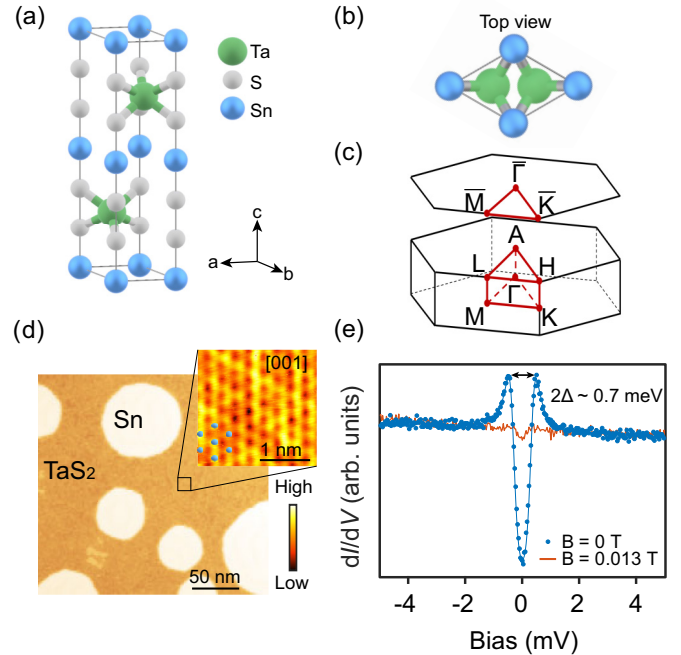 (a)
Ta
S
Sn
c
a
b
(b)
Top view
(c)
Γ̅
M̅
K̅
A
L
H
Γ
M
K
(d)
[001]
1 nm
Sn
TaS₂
High
Low
50 nm
(e)
2Δ ~ 0.7 meV
dI/dV (arb. units)
B = 0 T
B = 0.013 T
-4 -2 0 2 4
Bias (mV)